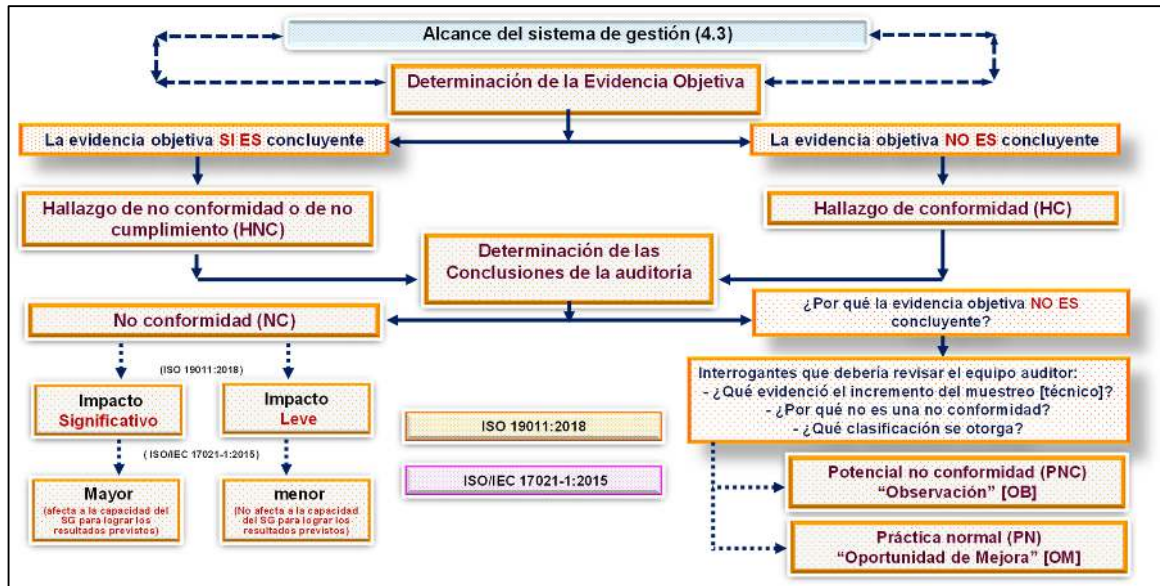 Alcance del sistema de gestión (4.3)
Determinación de la Evidencia Objetiva
La evidencia objetiva SI ES concluyente
La evidencia objetiva NO ES concluyente
Hallazgo de no conformidad o de no
cumplimiento (HNC)
Hallazgo de conformidad (HC)
Determinación de las
Conclusiones de la auditoría
No conformidad (NC)
¿Por qué la evidencia objetiva NO ES
concluyente?
(ISO 19011:2018)
Impacto
Significativo
Impacto
Leve
Interrogantes que debería revisar el equipo auditor:
- ¿Qué evidenció el incremento del muestreo [técnico]?
- ¿Por qué no es una no conformidad?
- ¿Qué clasificación se otorga?
ISO 19011:2018
( ISO/IEC 17021-1:2015)
ISO/IEC 17021-1:2015
Mayor
(afecta a la capacidad del
SG para lograr los
resultados previstos)
menor
(No afecta a la capacidad
del SG para lograr los
resultados previstos)
Potencial no conformidad (PNC)
“Observación” [OB]
Práctica normal (PN)
“Oportunidad de Mejora” [OM]